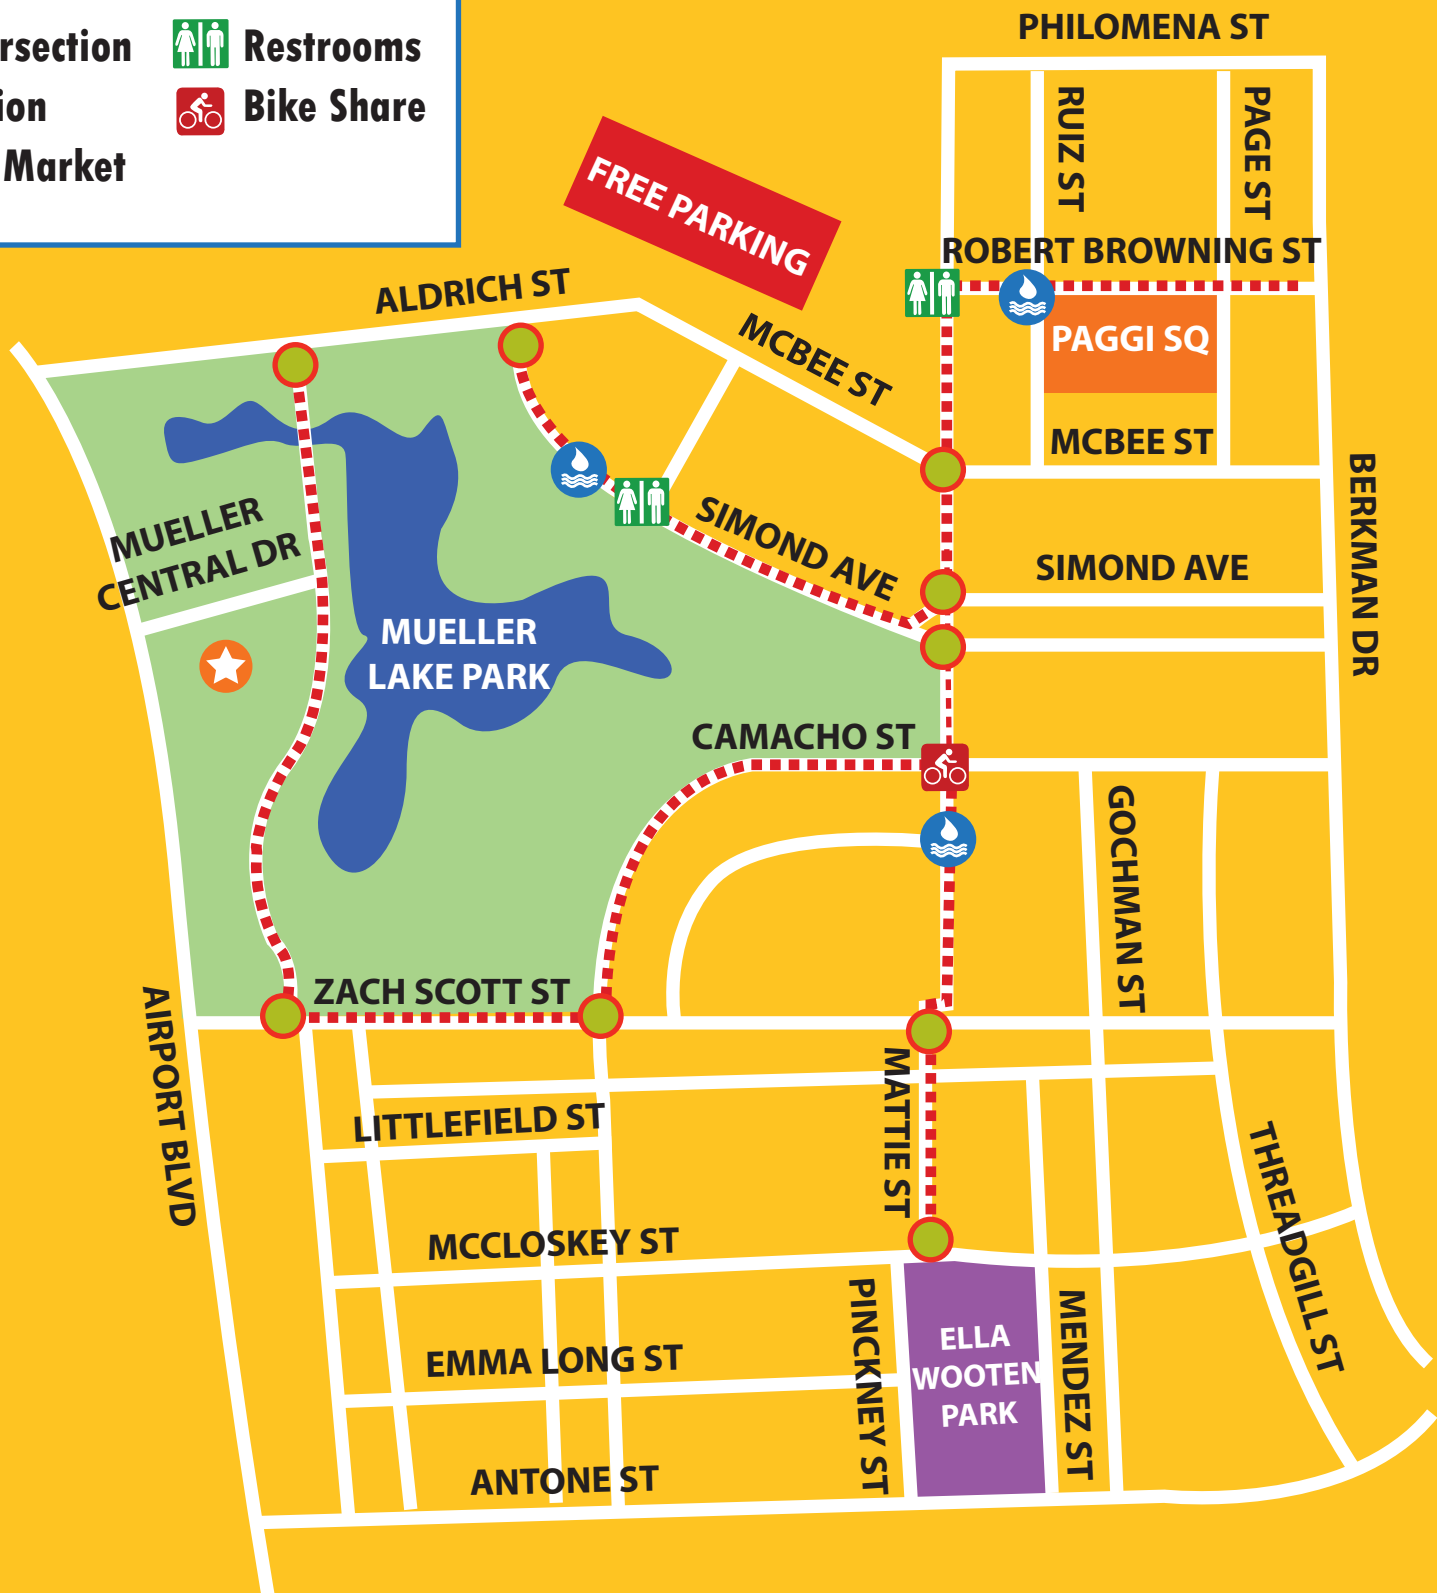 rsection
ion
Market
Restrooms
Bike Share
PHILOMENA ST
RUIZ ST
PAGE ST
FREE PARKING
ROBERT BROWNING ST
ALDRICH ST
MCBEE ST
PAGGI SQ
MCBEE ST
BERKMAN DR
MUELLER
CENTRAL DR
SIMOND AVE
SIMOND AVE
MUELLER
LAKE PARK
CAMACHO ST
GOCHMAN ST
ZACH SCOTT ST
AIRPORT BLVD
MATTIE ST
LITTLEFIELD ST
THREADGILL ST
MCCLOSKEY ST
PINCKNEY ST
MENDEZ ST
ELLA
WOOTEN
PARK
EMMA LONG ST
ANTONE ST